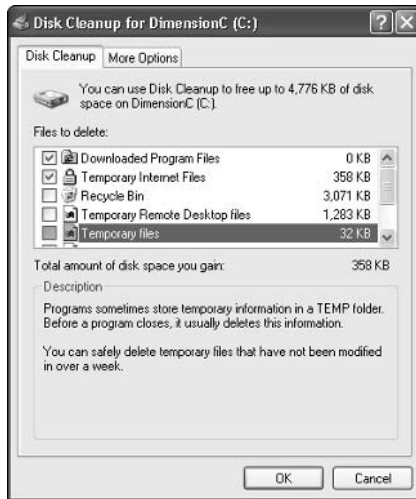 Disk Cleanup for DimensionC (C:)
Disk Cleanup
More Options
You can use Disk Cleanup to free up to 4,776 KB of disk
space on DimensionC (C:).
Files to delete:
Downloaded Program Files 0 KB
Temporary Internet Files 358 KB
Recycle Bin 3,071 KB
Temporary Remote Desktop files 1,283 KB
Temporary files 32 KB
Total amount of disk space you gain: 358 KB
Description
Programs sometimes store temporary information in a TEMP folder.
Before a program closes, it usually deletes this information.
You can safely delete temporary files that have not been modified
in over a week.
OK
Cancel